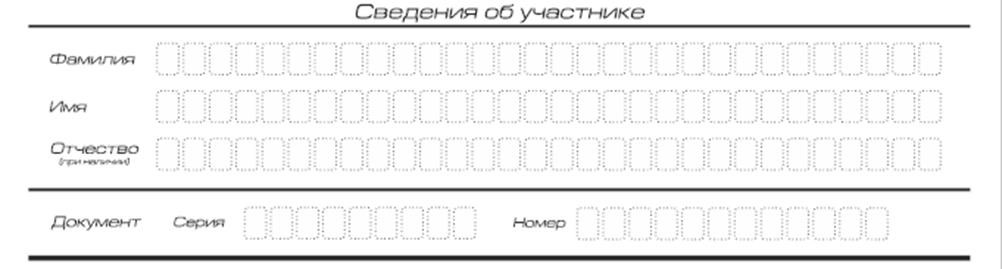 Сведения об участнике
Фамилия
Имя
Отчество
(при наличии)
Документ Серия Номер